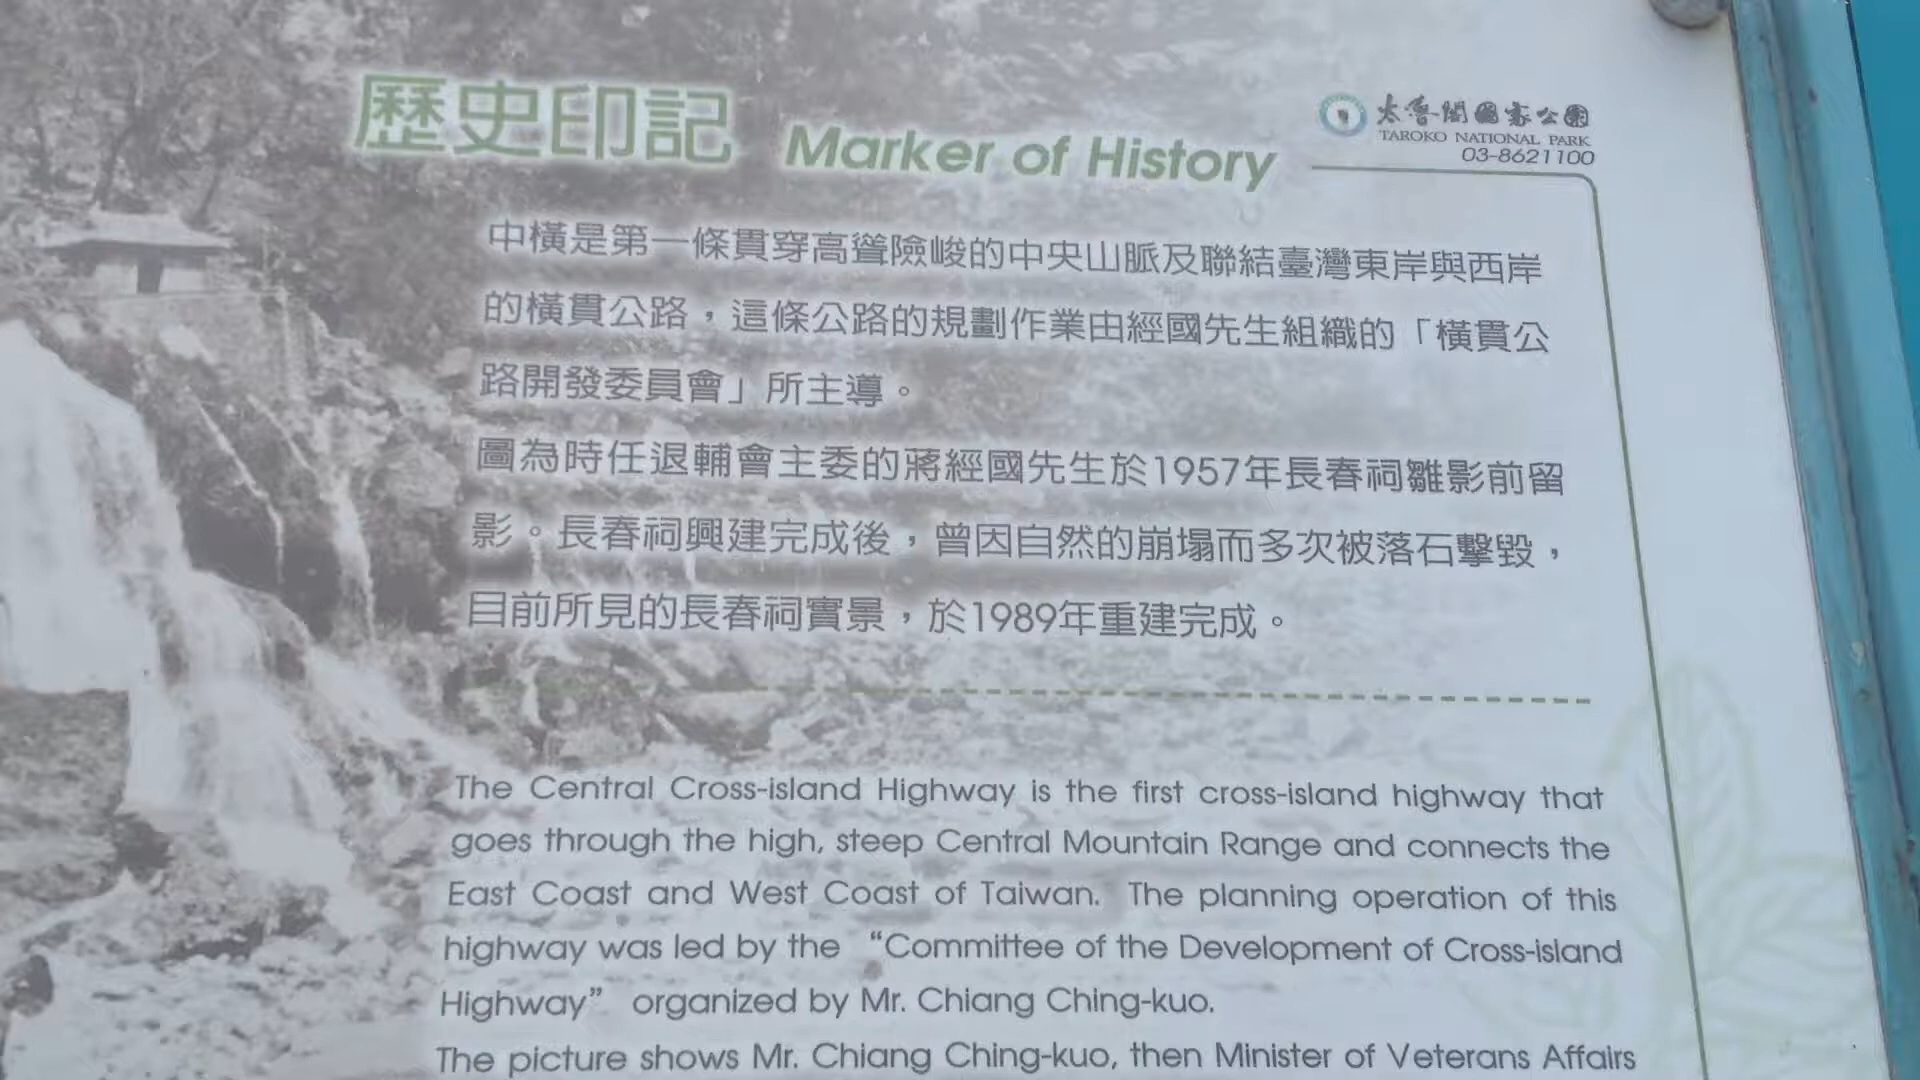 歷史印記 Marker of History
太魯閣國家公園
TAROKO NATIONAL PARK
03-8621100
中橫是第一條貫穿高聳險峻的中央山脈及聯結臺灣東岸與西岸
的橫貫公路，這條公路的規劃作業由經國先生組織的「橫貫公
路開發委員會」所主導。
圖為時任退輔會主委的蔣經國先生於1957年長春祠雛影前留
影。長春祠興建完成後，曾因自然的崩塌而多次被落石擊毀，
目前所見的長春祠實景，於1989年重建完成。
The Central Cross-island Highway is the first cross-island highway that
goes through the high, steep Central Mountain Range and connects the
East Coast and West Coast of Taiwan. The planning operation of this
highway was led by the “Committee of the Development of Cross-island
Highway” organized by Mr. Chiang Ching-kuo.
The picture shows Mr. Chiang Ching-kuo, then Minister of Veterans Affairs